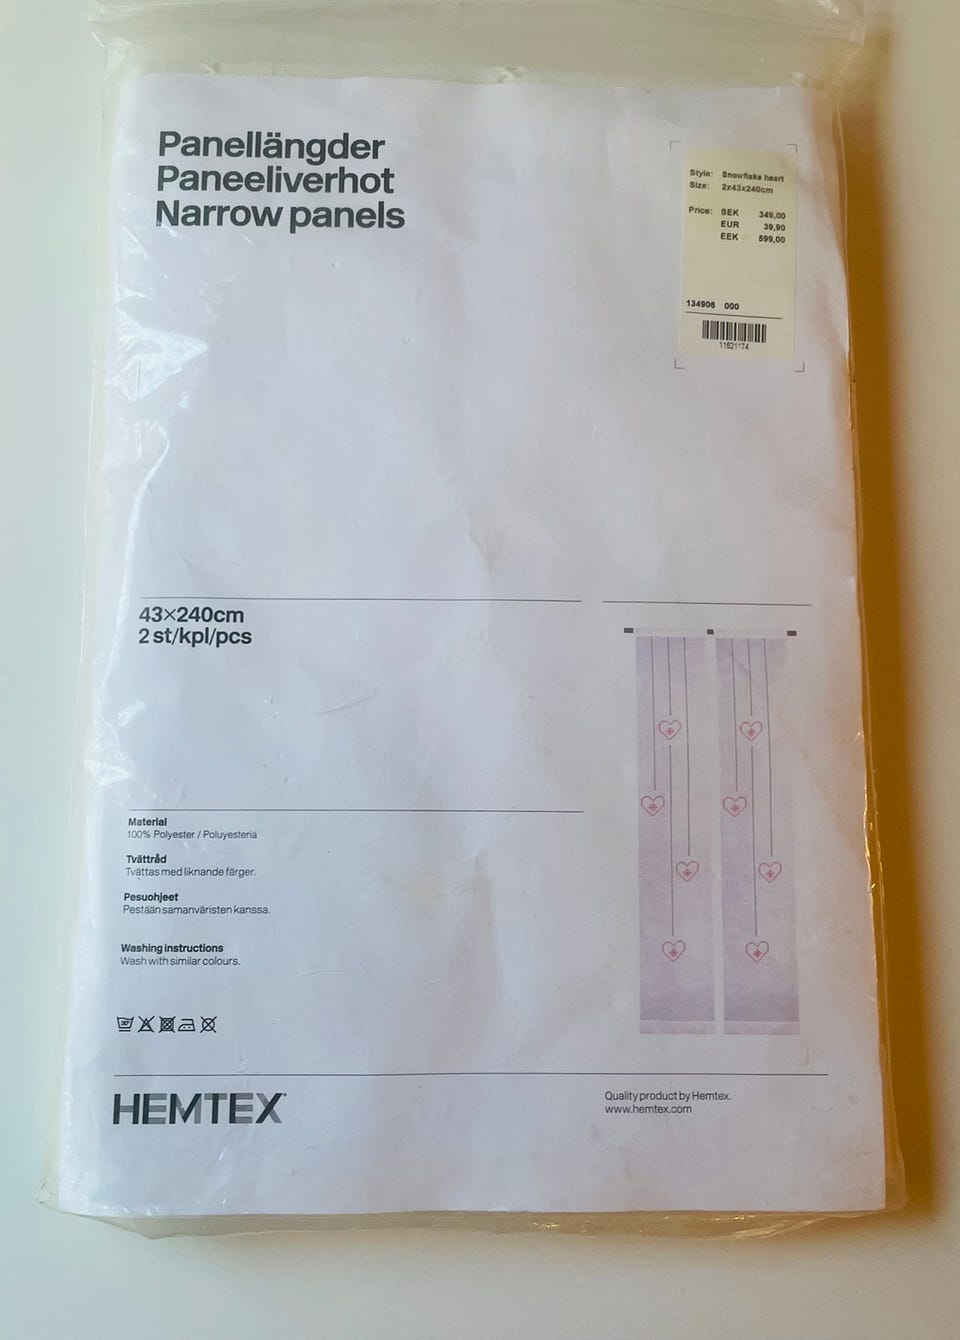 Panellängder
Paneeliverhot
Narrow panels
Style: Snowflake heart
Size: 2x43x240cm
Price: SEK 349,00
EUR 39,90
EEK 599,00
134906 000
11621174
43×240cm
2 st/kpl/pcs
Material
100% Polyester / Poluyesteria
Tvättråd
Tvättas med liknande färger.
Pesuohjeet
Pestään samanväristen kanssa.
Washing instructions
Wash with similar colours.
30°
HEMTEX
Quality product by Hemtex.
www.hemtex.com